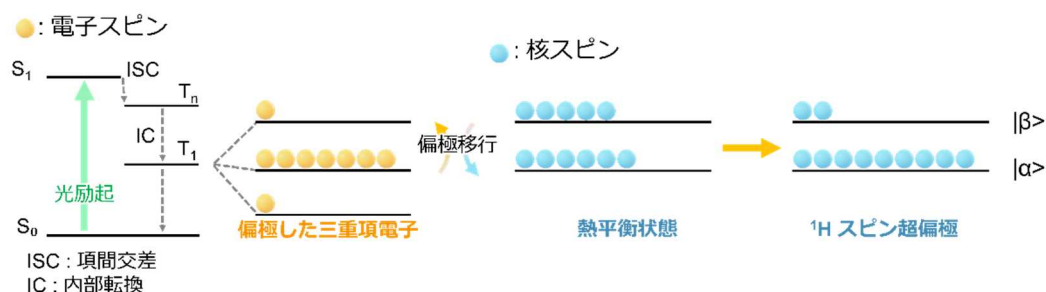 : 電子スピン
: 核スピン
S1
ISC
Tn
IC
T1
光励起
S0
偏極移行
|β>
|α>
偏極した三重項電子
熱平衡状態
1H スピン超偏極
ISC : 項間交差
IC : 内部転換